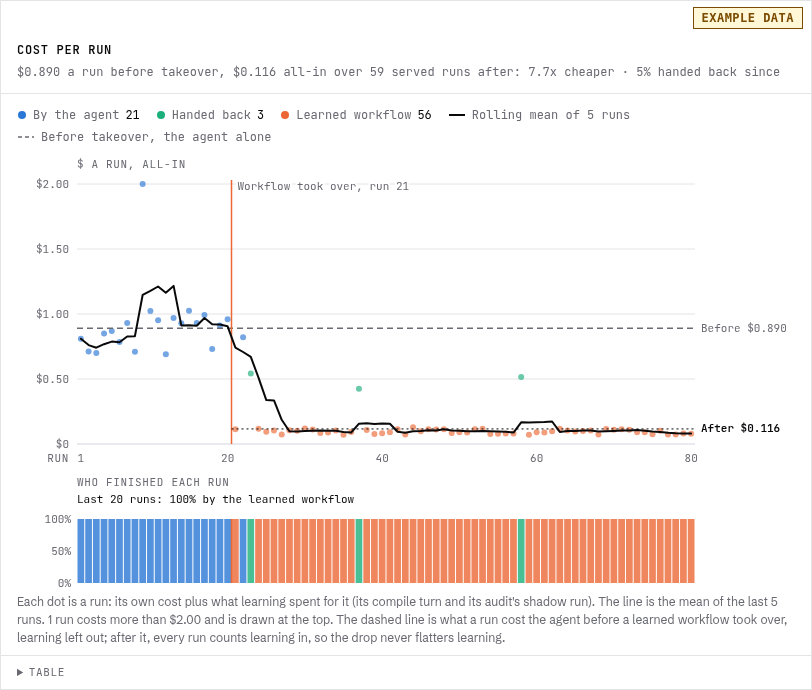 EXAMPLE DATA
COST PER RUN
$0.890 a run before takeover, $0.116 all-in over 59 served runs after: 7.7x cheaper · 5% handed back since
By the agent 21 Handed back 3 Learned workflow 56 Rolling mean of 5 runs
Before takeover, the agent alone
$ A RUN, ALL-IN
$2.00
Workflow took over, run 21
$1.50
$1.00
Before $0.890
$0.50
After $0.116
$0
RUN 1 20 40 60 80
WHO FINISHED EACH RUN
Last 20 runs: 100% by the learned workflow
100%
50%
0%
Each dot is a run: its own cost plus what learning spent for it (its compile turn and its audit's shadow run). The line is the mean of the last 5
runs. 1 run costs more than $2.00 and is drawn at the top. The dashed line is what a run cost the agent before a learned workflow took over,
learning left out; after it, every run counts learning in, so the drop never flatters learning.
TABLE